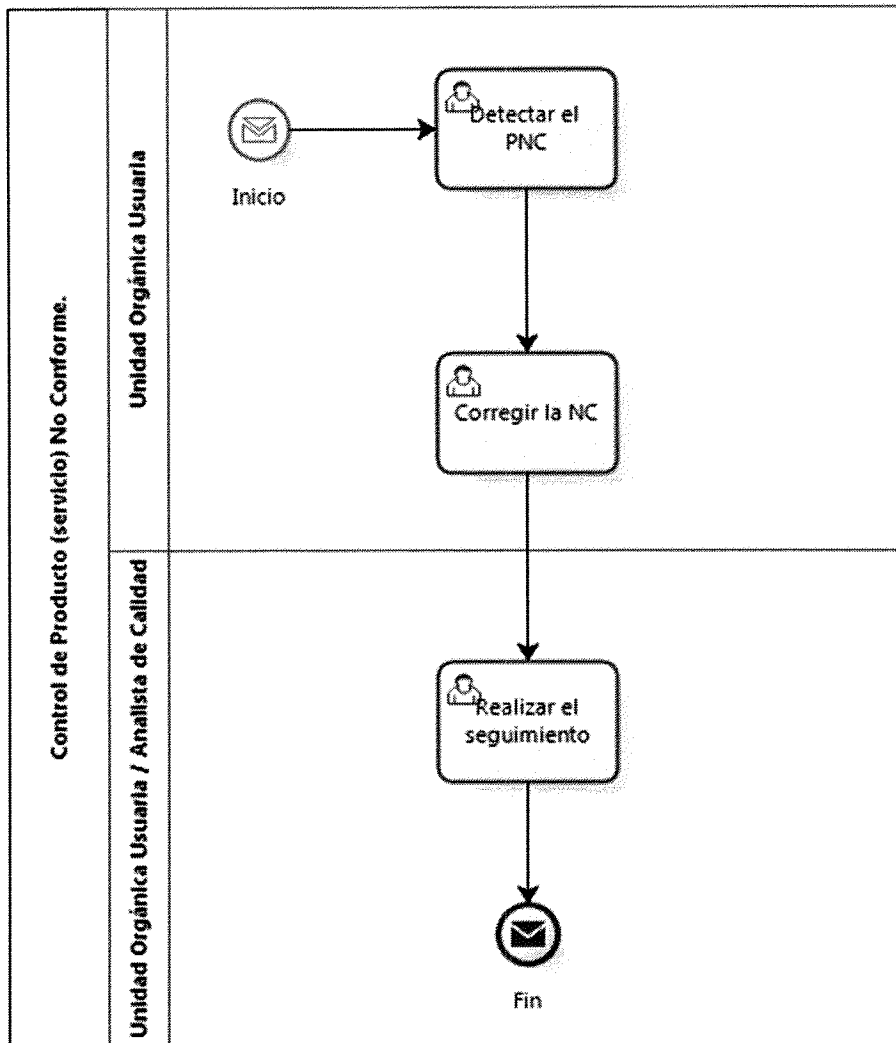 Control de Producto (servicio) No Conforme.
Unidad Orgánica Usuaria
Inicio
Detectar el
PNC
Corregir la NC
Unidad Orgánica Usuaria / Analista de Calidad
Realizar el
seguimiento
Fin